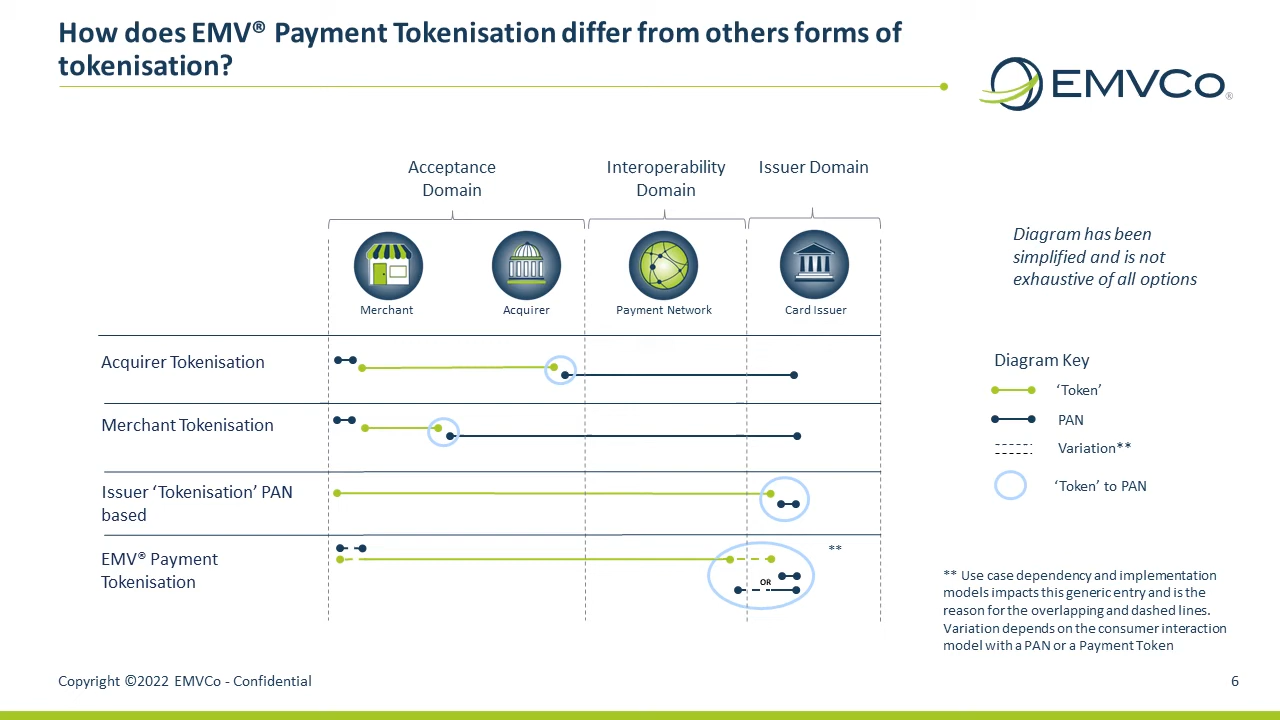 How does EMV® Payment Tokenisation differ from others forms of
tokenisation?
EMVCo®
Acceptance
Domain
Interoperability
Domain
Issuer Domain
Merchant
Acquirer
Payment Network
Card Issuer
Diagram has been
simplified and is not
exhaustive of all options
Acquirer Tokenisation
Merchant Tokenisation
Issuer ‘Tokenisation’ PAN
based
EMV® Payment
Tokenisation
**
OR
Diagram Key
‘Token’
PAN
Variation**
‘Token’ to PAN
** Use case dependency and implementation
models impacts this generic entry and is the
reason for the overlapping and dashed lines.
Variation depends on the consumer interaction
model with a PAN or a Payment Token
Copyright ©2022 EMVCo - Confidential
6